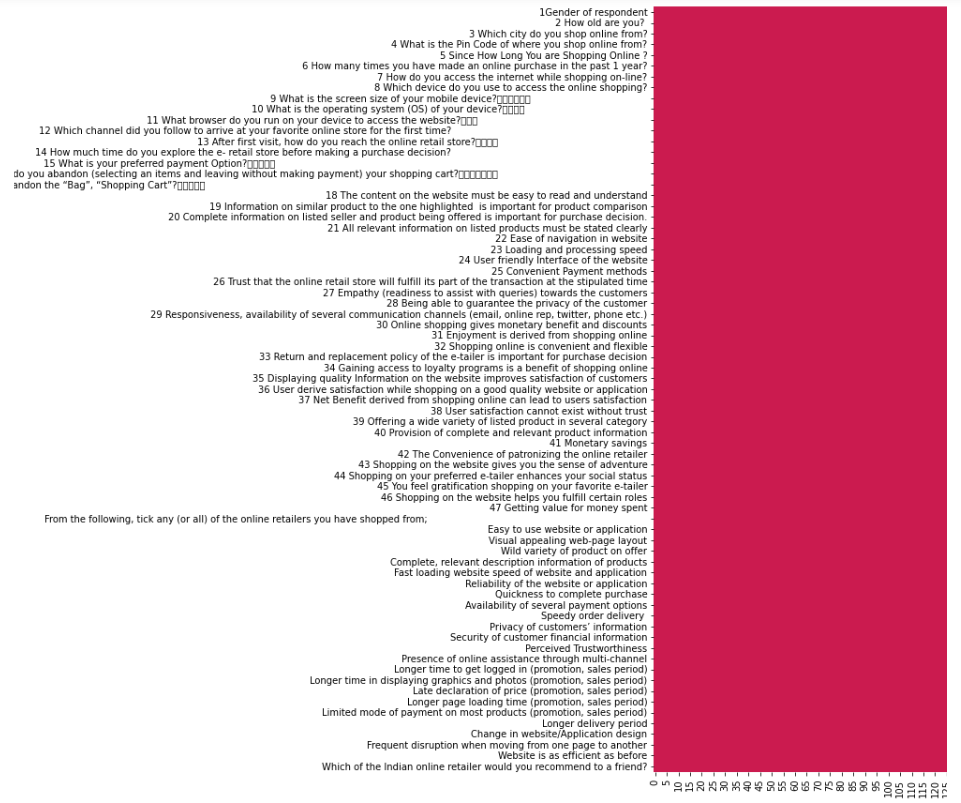 1Gender of respondent
2 How old are you?
3 Which city do you shop online from?
4 What is the Pin Code of where you shop online from?
5 Since How Long You are Shopping Online ?
6 How many times you have made an online purchase in the past 1 year?
7 How do you access the internet while shopping on-line?
8 Which device do you use to access the online shopping?
9 What is the screen size of your mobile device?□□□□□□
10 What is the operating system (OS) of your device?□□□□
11 What browser do you run on your device to access the website?□□□
12 Which channel did you follow to arrive at your favorite online store for the first time?
13 After first visit, how do you reach the online retail store?□□□□
14 How much time do you explore the e- retail store before making a purchase decision?
15 What is your preferred payment Option?□□□□□
do you abandon (selecting an items and leaving without making payment) your shopping cart?□□□□□□□
andon the “Bag”, “Shopping Cart”?□□□□□
18 The content on the website must be easy to read and understand
19 Information on similar product to the one highlighted  is important for product comparison
20 Complete information on listed seller and product being offered is important for purchase decision.
21 All relevant information on listed products must be stated clearly
22 Ease of navigation in website
23 Loading and processing speed
24 User friendly Interface of the website
25 Convenient Payment methods
26 Trust that the online retail store will fulfill its part of the transaction at the stipulated time
27 Empathy (readiness to assist with queries) towards the customers
28 Being able to guarantee the privacy of the customer
29 Responsiveness, availability of several communication channels (email, online rep, twitter, phone etc.)
30 Online shopping gives monetary benefit and discounts
31 Enjoyment is derived from shopping online
32 Shopping online is convenient and flexible
33 Return and replacement policy of the e-tailer is important for purchase decision
34 Gaining access to loyalty programs is a benefit of shopping online
35 Displaying quality Information on the website improves satisfaction of customers
36 User derive satisfaction while shopping on a good quality website or application
37 Net Benefit derived from shopping online can lead to users satisfaction
38 User satisfaction cannot exist without trust
39 Offering a wide variety of listed product in several category
40 Provision of complete and relevant product information
41 Monetary savings
42 The Convenience of patronizing the online retailer
43 Shopping on the website gives you the sense of adventure
44 Shopping on your preferred e-tailer enhances your social status
45 You feel gratification shopping on your favorite e-tailer
46 Shopping on the website helps you fulfill certain roles
47 Getting value for money spent
From the following, tick any (or all) of the online retailers you have shopped from;
Easy to use website or application
Visual appealing web-page layout
Wild variety of product on offer
Complete, relevant description information of products
Fast loading website speed of website and application
Reliability of the website or application
Quickness to complete purchase
Availability of several payment options
Speedy order delivery
Privacy of customers’ information
Security of customer financial information
Perceived Trustworthiness
Presence of online assistance through multi-channel
Longer time to get logged in (promotion, sales period)
Longer time in displaying graphics and photos (promotion, sales period)
Late declaration of price (promotion, sales period)
Longer page loading time (promotion, sales period)
Limited mode of payment on most products (promotion, sales period)
Longer delivery period
Change in website/Application design
Frequent disruption when moving from one page to another
Website is as efficient as before
Which of the Indian online retailer would you recommend to a friend?
0 5 10 15 20 25 30 35 40 45 50 55 60 65 70 75 80 85 90 95 100 105 110 115 120 125